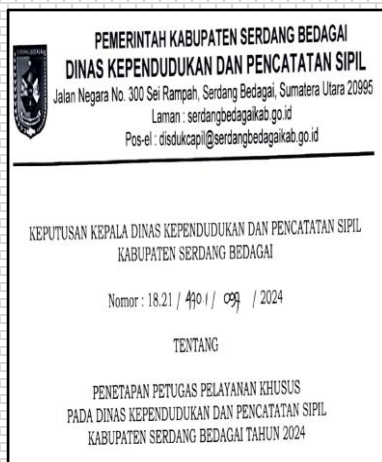 PEMERINTAH KABUPATEN SERDANG BEDAGAI
DINAS KEPENDUDUKAN DAN PENCATATAN SIPIL
Jalan Negara No. 300 Sei Rampah, Serdang Bedagai, Sumatera Utara 20995
Laman : serdangbedagaikab.go.id
Pos-el : disdukcapil@serdangbedagaikab.go.id
KEPUTUSAN KEPALA DINAS KEPENDUDUKAN DAN PENCATATAN SIPIL
KABUPATEN SERDANG BEDAGAI
Nomor : 18.21 / 490.1 / 099 / 2024
TENTANG
PENETAPAN PETUGAS PELAYANAN KHUSUS
PADA DINAS KEPENDUDUKAN DAN PENCATATAN SIPIL
KABUPATEN SERDANG BEDAGAI TAHUN 2024